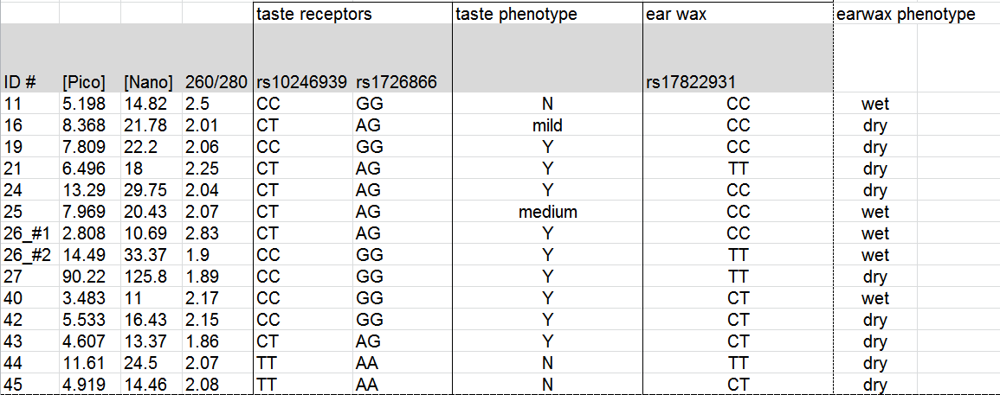 taste receptors taste phenotype ear wax earwax phenotype
ID # [Pico] [Nano] 260/280 rs10246939 rs1726866 rs17822931
11 5.198 14.82 2.5 CC GG N CC wet
16 8.368 21.78 2.01 CT AG mild CC dry
19 7.809 22.2 2.06 CC GG Y CC dry
21 6.496 18 2.25 CT AG Y TT dry
24 13.29 29.75 2.04 CT AG Y CC dry
25 7.969 20.43 2.07 CT AG medium CC wet
26_#1 2.808 10.69 2.83 CT AG Y CC wet
26_#2 14.49 33.37 1.9 CC GG Y TT wet
27 90.22 125.8 1.89 CC GG Y TT dry
40 3.483 11 2.17 CC GG Y CT wet
42 5.533 16.43 2.15 CC GG Y CT dry
43 4.607 13.37 1.86 CT AG Y CT dry
44 11.61 24.5 2.07 TT AA N TT dry
45 4.919 14.46 2.08 TT AA N CT dry